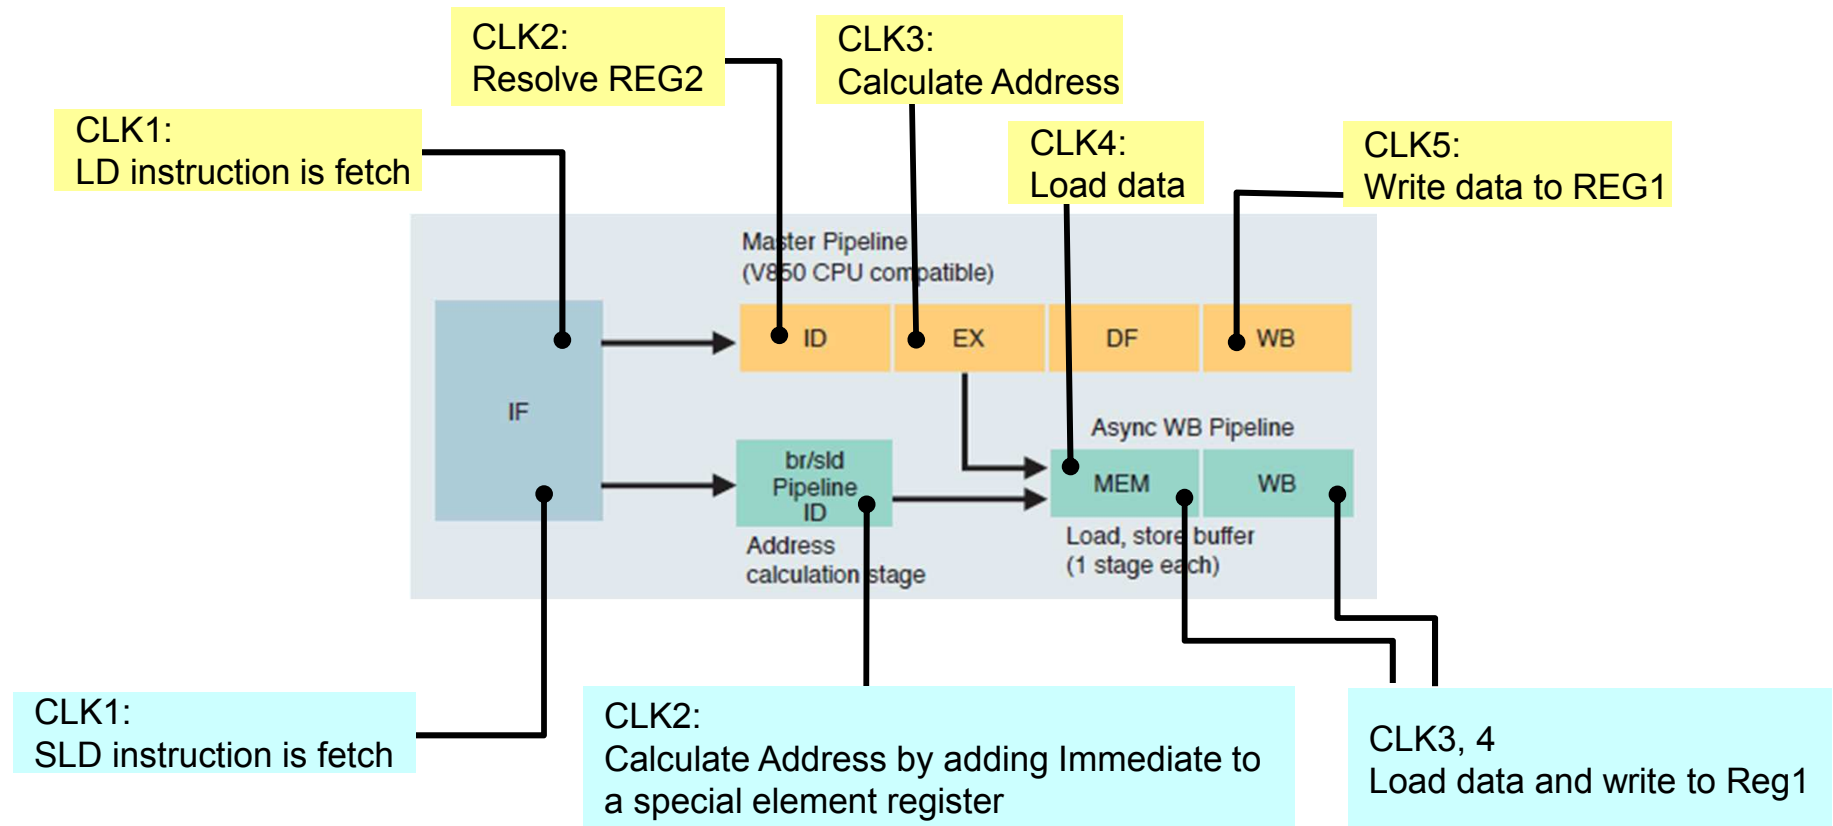 CLK2:
Resolve REG2
CLK3:
Calculate Address
CLK1:
LD instruction is fetch
CLK4:
Load data
CLK5:
Write data to REG1
Master Pipeline
(V850 CPU compatible)
IF
ID
EX
DF
WB
Async WB Pipeline
br/sld
Pipeline
ID
MEM
WB
Address
calculation stage
Load, store buffer
(1 stage each)
CLK1:
SLD instruction is fetch
CLK2:
Calculate Address by adding Immediate to
a special element register
CLK3, 4
Load data and write to Reg1